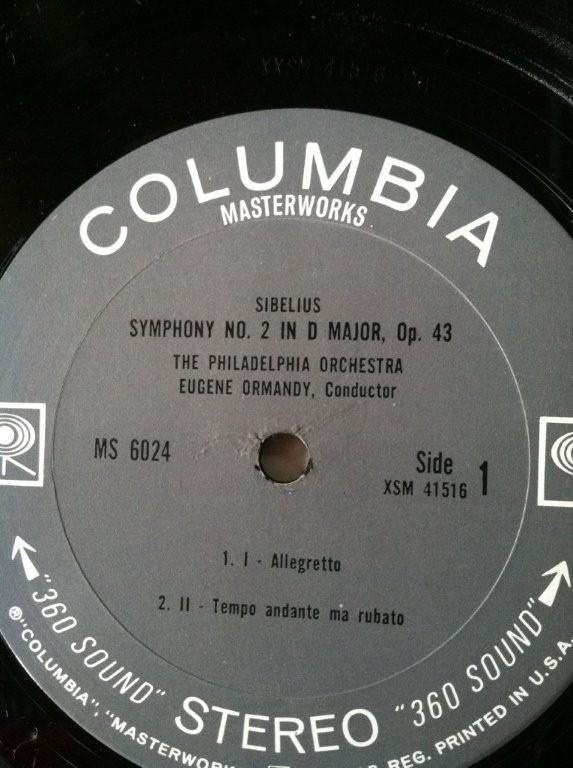 XXSM 41516
COLUMBIA
MASTERWORKS
SIBELIUS
SYMPHONY NO. 2 IN D MAJOR, Op. 43
THE PHILADELPHIA ORCHESTRA
EUGENE ORMANDY, Conductor
MS 6024
Side 1
XSM 41516
1. I - Allegretto
2. II - Tempo andante ma rubato
"360 SOUND" STEREO "360 SOUND"
® "COLUMBIA", "MASTERWORKS REG. PRINTED IN U.S.A.